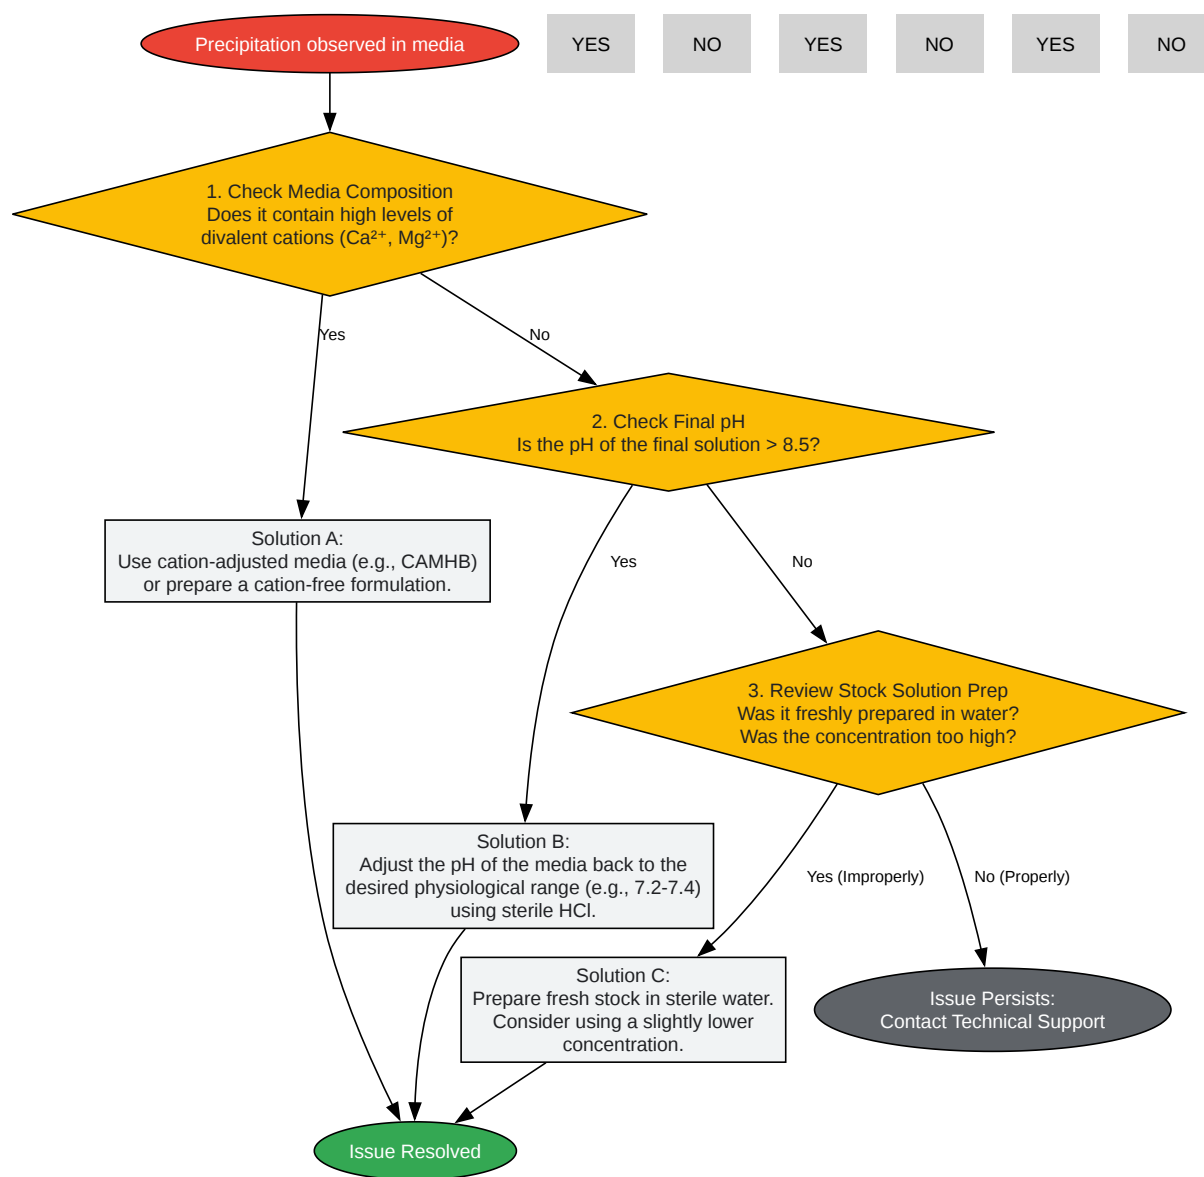 Precipitation observed in media
YES
NO
YES
NO
YES
NO
1. Check Media Composition
Does it contain high levels of
divalent cations (Ca²⁺, Mg²⁺)?
Yes
No
2. Check Final pH
Is the pH of the final solution > 8.5?
Solution A:
Use cation-adjusted media (e.g., CAMHB)
or prepare a cation-free formulation.
Yes
No
3. Review Stock Solution Prep
Was it freshly prepared in water?
Was the concentration too high?
Solution B:
Adjust the pH of the media back to the
desired physiological range (e.g., 7.2-7.4)
using sterile HCl.
Yes (Improperly)
No (Properly)
Solution C:
Prepare fresh stock in sterile water.
Consider using a slightly lower
concentration.
Issue Persists:
Contact Technical Support
Issue Resolved